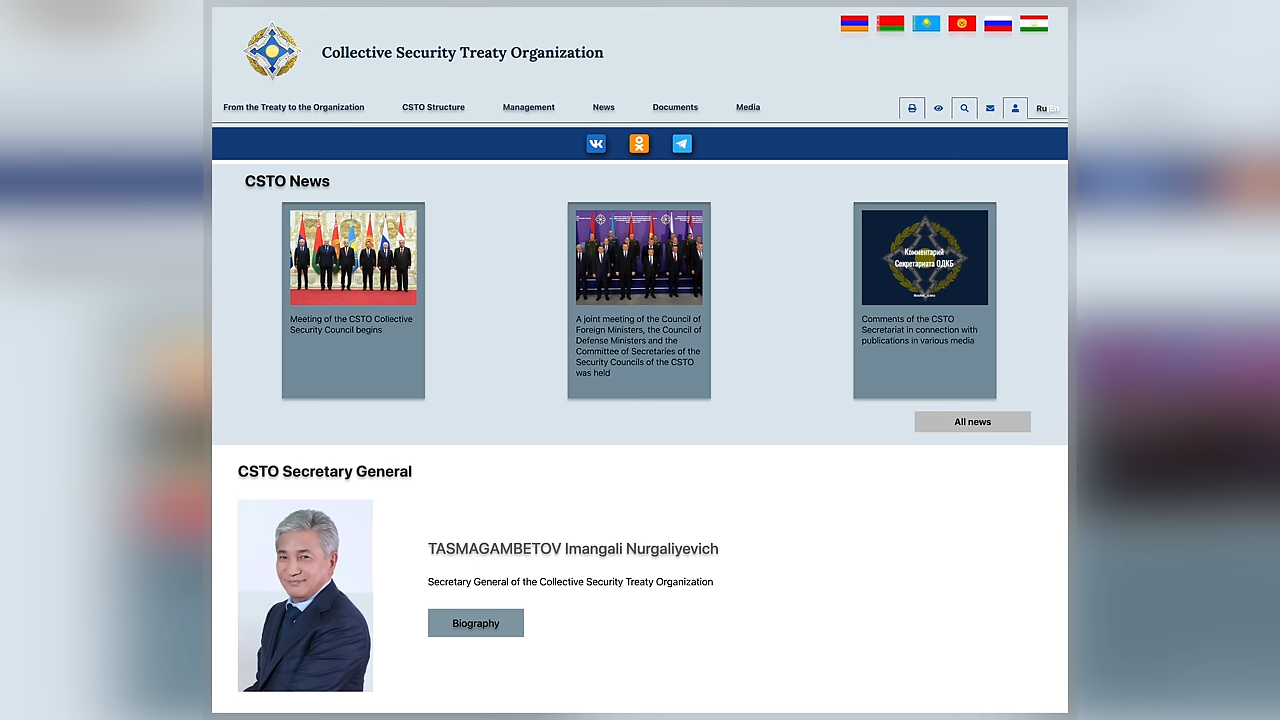 Collective Security Treaty Organization
From the Treaty to the Organization
CSTO Structure
Management
News
Documents
Media
Ru En
CSTO News
Meeting of the CSTO Collective
Security Council begins
A joint meeting of the Council of
Foreign Ministers, the Council of
Defense Ministers and the
Committee of Secretaries of the
Security Councils of the CSTO
was held
Комментарий
Секретариата ОДКБ
Comments of the CSTO
Secretariat in connection with
publications in various media
All news
CSTO Secretary General
TASMAGAMBETOV Imangali Nurgaliyevich
Secretary General of the Collective Security Treaty Organization
Biography